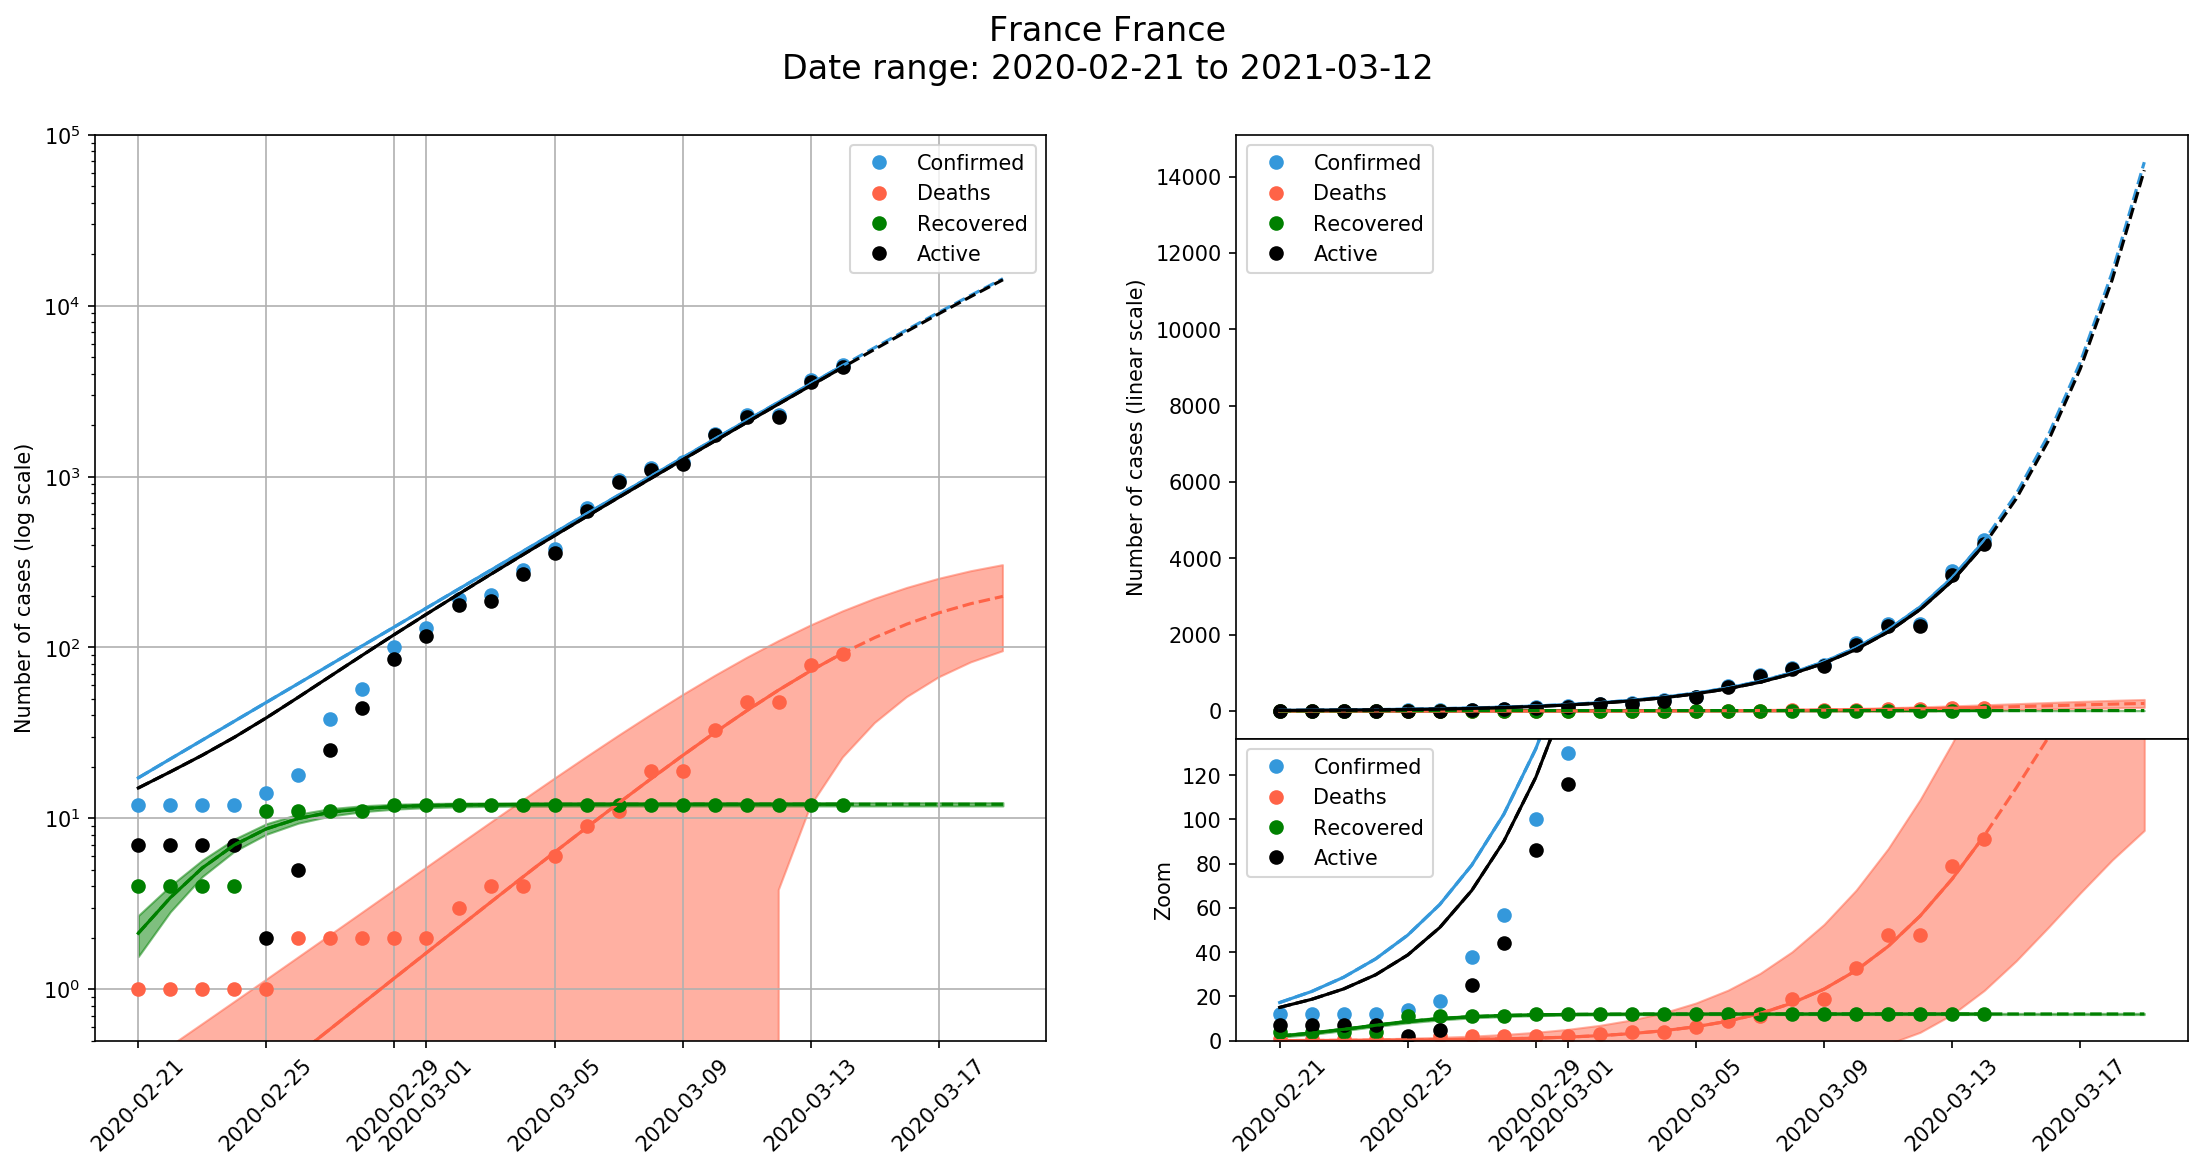 France France
Date range: 2020-02-21 to 2021-03-12
Number of cases (log scale)
10^5
10^4
10^3
10^2
10^1
10^0
Confirmed
Deaths
Recovered
Active
2020-02-21
2020-02-25
2020-02-29
2020-03-01
2020-03-05
2020-03-09
2020-03-13
2020-03-17
Number of cases (linear scale)
14000
12000
10000
8000
6000
4000
2000
0
Confirmed
Deaths
Recovered
Active
Zoom
120
100
80
60
40
20
0
Confirmed
Deaths
Recovered
Active
2020-02-21
2020-02-25
2020-02-29
2020-03-01
2020-03-05
2020-03-09
2020-03-13
2020-03-17